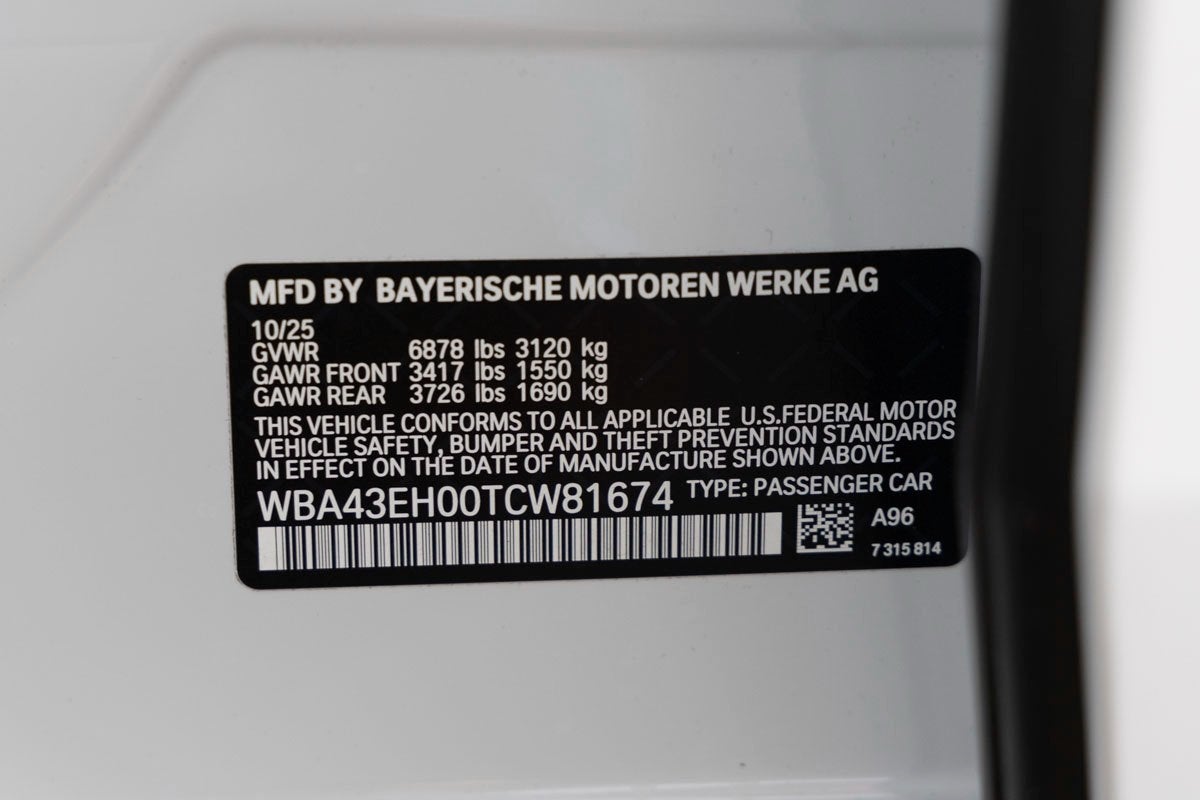 MFD BY BAYERISCHE MOTOREN WERKE AG
10/25
GVWR 6878 lbs 3120 kg
GAWR FRONT 3417 lbs 1550 kg
GAWR REAR 3726 lbs 1690 kg
THIS VEHICLE CONFORMS TO ALL APPLICABLE U.S.FEDERAL MOTOR
VEHICLE SAFETY, BUMPER AND THEFT PREVENTION STANDARDS
IN EFFECT ON THE DATE OF MANUFACTURE SHOWN ABOVE.
WBA43EH00TCW81674 TYPE: PASSENGER CAR
A96
7 315 814